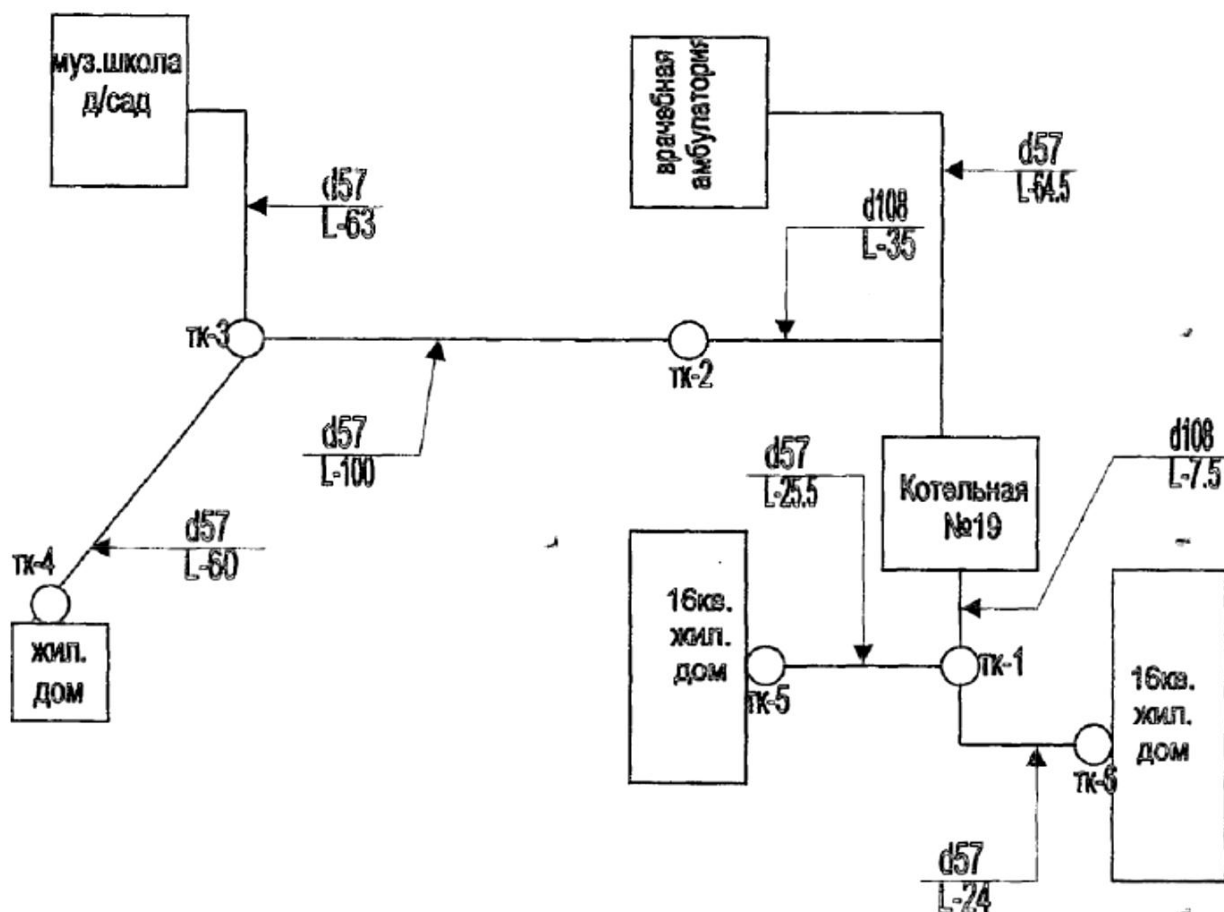 муз.школа
д/сад
врачебная
амбулатория
d57
L-63
d108
L-35
d57
L-64.5
тк-3
тк-2
d57
L-100
d57
L-25.5
d108
L-7.5
Котельная
№19
d57
L-60
тк-4
жил.
дом
16кв.
жил.
дом
тк-5
тк-1
16кв.
жил.
дом
тк-6
d57
L-24